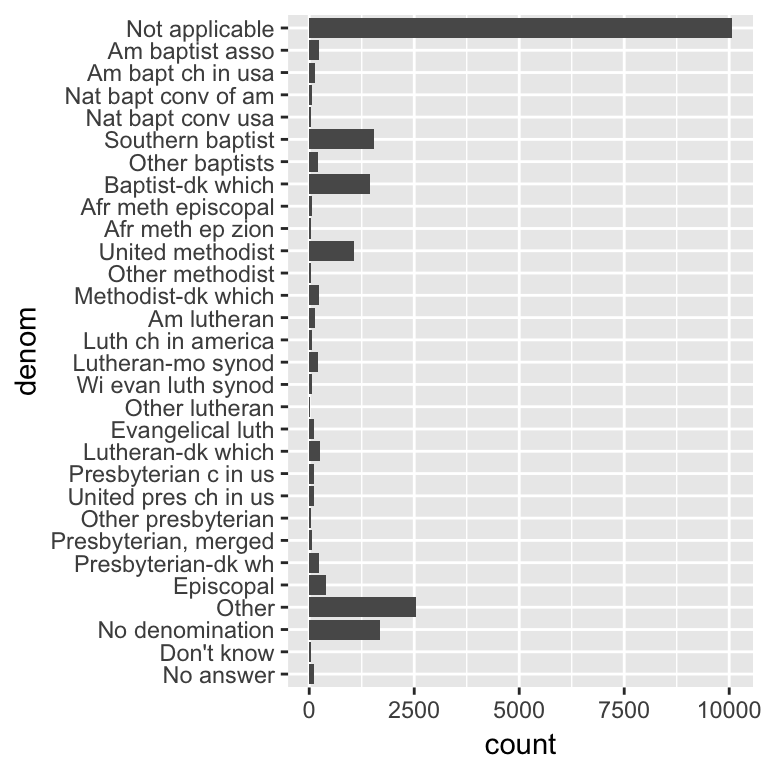 Not applicable
Am baptist asso
Am bapt ch in usa
Nat bapt conv of am
Nat bapt conv usa
Southern baptist
Other baptists
Baptist-dk which
Afr meth episcopal
Afr meth ep zion
United methodist
Other methodist
Methodist-dk which
Am lutheran
Luth ch in america
Lutheran-mo synod
Wi evan luth synod
Other lutheran
Evangelical luth
Lutheran-dk which
Presbyterian c in us
United pres ch in us
Other presbyterian
Presbyterian, merged
Presbyterian-dk wh
Episcopal
Other
No denomination
Don't know
No answer
denom
0 2500 5000 7500 10000
count